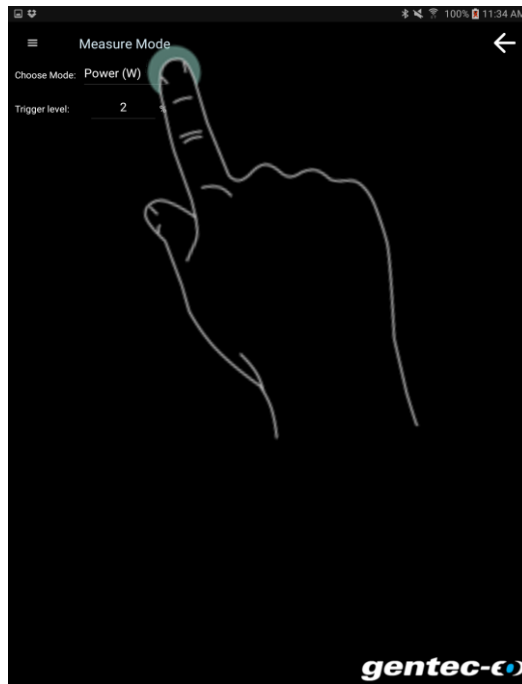 100% 11:34 AM
Measure Mode
Choose Mode: Power (W)
Trigger level: 2 %
gentec-eo